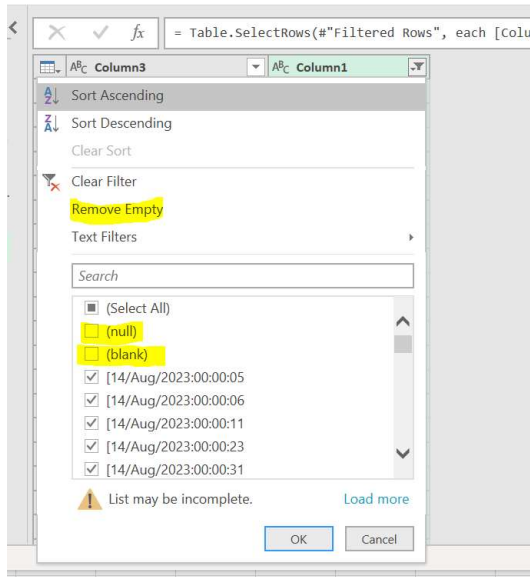 fx = Table.SelectRows(#"Filtered Rows", each [Colu
ABC Column3 ABC Column1
Sort Ascending
Sort Descending
Clear Sort
Clear Filter
Remove Empty
Text Filters
Search
(Select All)
(null)
(blank)
[14/Aug/2023:00:00:05
[14/Aug/2023:00:00:06
[14/Aug/2023:00:00:11
[14/Aug/2023:00:00:23
[14/Aug/2023:00:00:31
List may be incomplete. Load more
OK Cancel